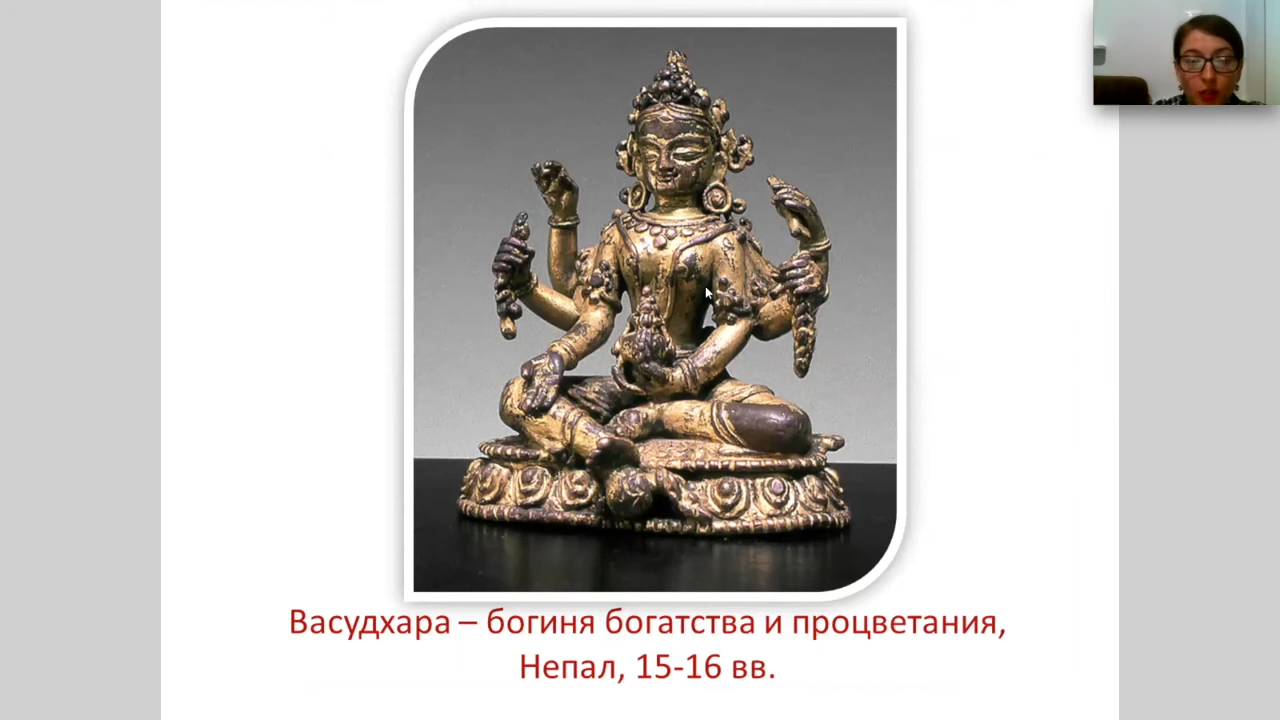 Васудхара – богиня богатства и процветания,
Непал, 15-16 вв.